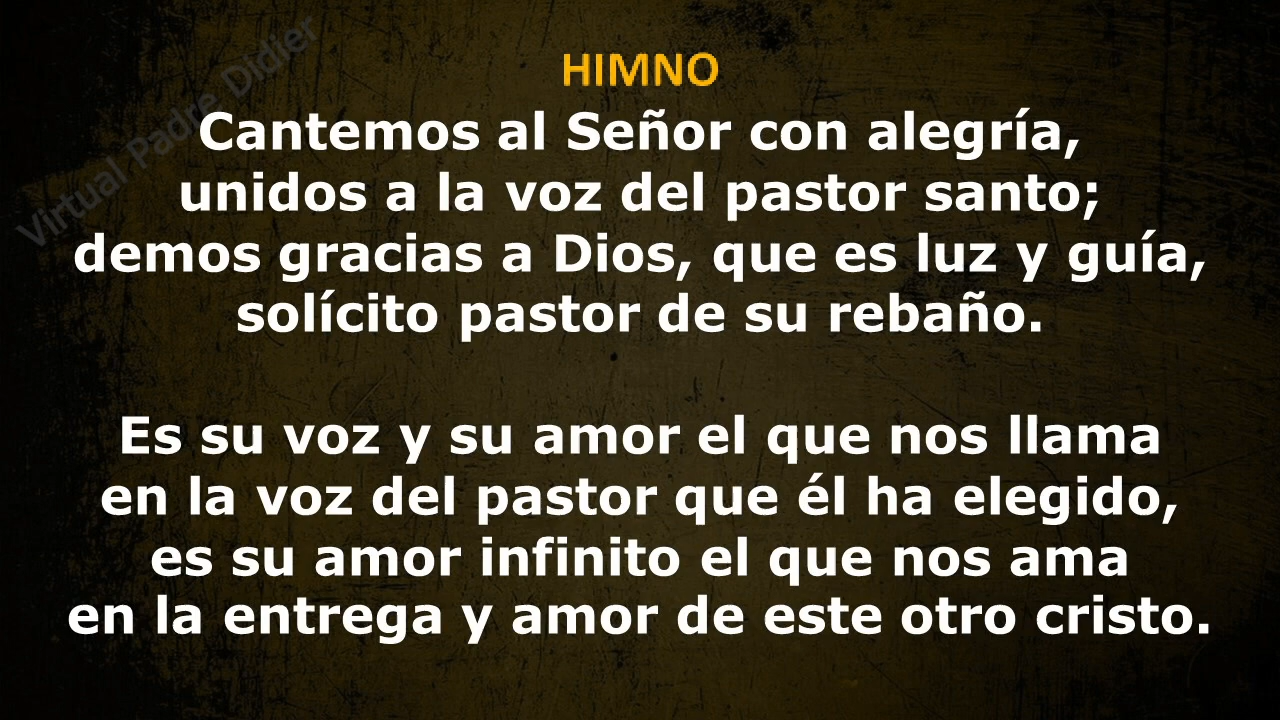 Virtual Padre Didier
HIMNO
Cantemos al Señor con alegría,
unidos a la voz del pastor santo;
demos gracias a Dios, que es luz y guía,
solícito pastor de su rebaño.
Es su voz y su amor el que nos llama
en la voz del pastor que él ha elegido,
es su amor infinito el que nos ama
en la entrega y amor de este otro cristo.